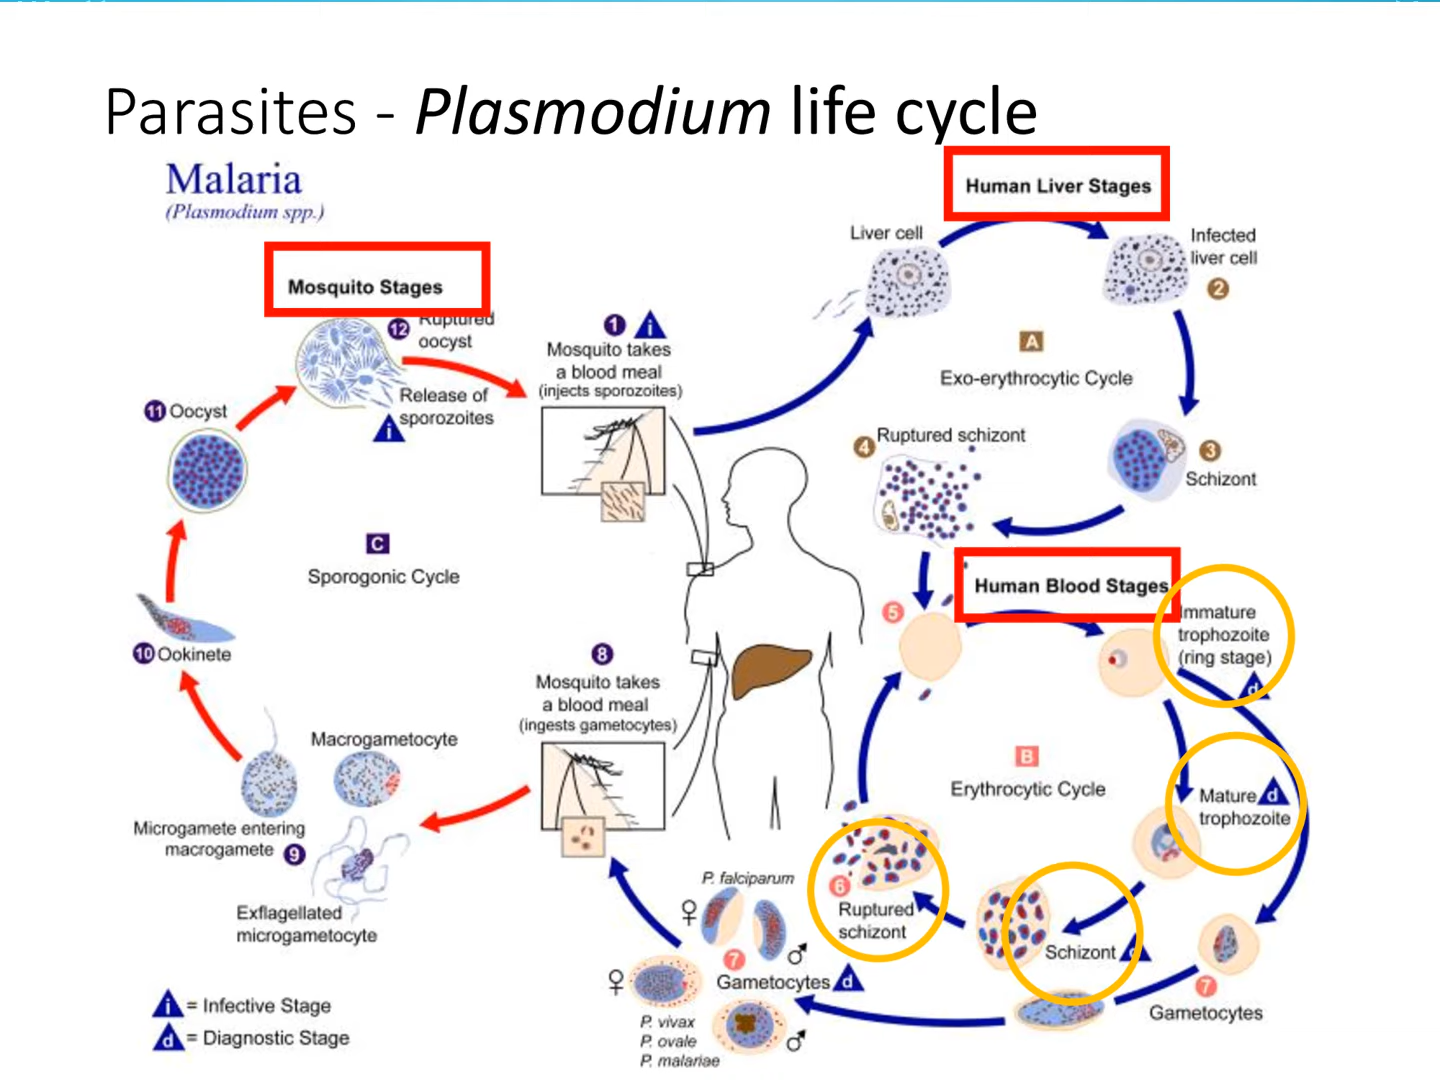 Parasites - Plasmodium life cycle
Malaria
(Plasmodium spp.)
Human Liver Stages
Liver cell
Infected
liver cell
2
A
Exo-erythrocytic Cycle
4
Ruptured schizont
3
Schizont
Mosquito Stages
12
Ruptured
oocyst
Release of
sporozoites
i
11 Oocyst
1 i
Mosquito takes
a blood meal
(injects sporozoites)
C
Sporogonic Cycle
10 Ookinete
Macrogametocyte
Microgamete entering
macrogamete
9
Exflagellated
microgametocyte
8
Mosquito takes
a blood meal
(ingests gametocytes)
Human Blood Stages
5
Immature
trophozoite
(ring stage)
d
B
Erythrocytic Cycle
Mature d
trophozoite
6
Ruptured
schizont
Schizont d
7
Gametocytes
P. falciparum
♀
♂
7
Gametocytes d
♀
♂
P. vivax
P. ovale
P. malariae
i = Infective Stage
d = Diagnostic Stage